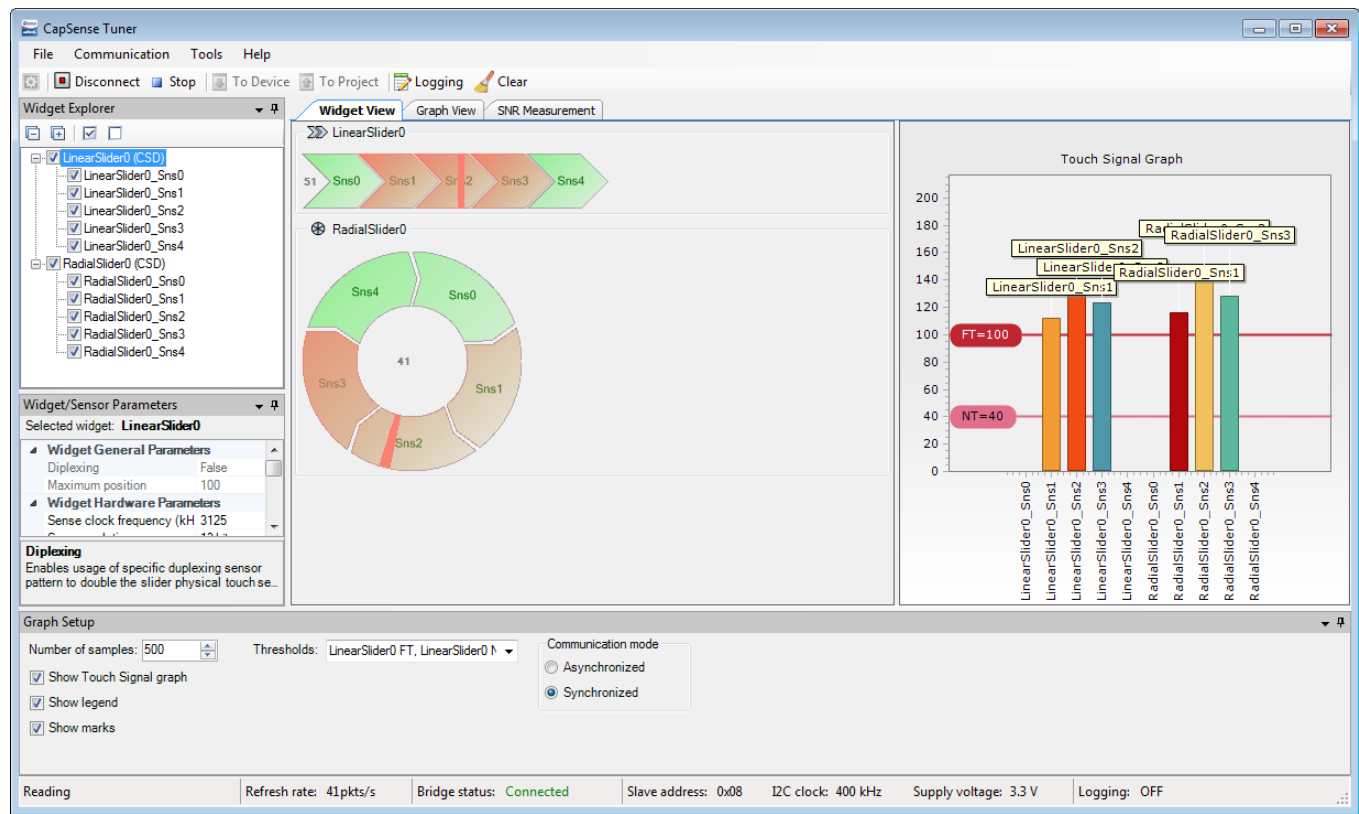 CapSense Tuner
File Communication Tools Help
Disconnect Stop To Device To Project Logging Clear
Widget Explorer
LinearSlider0 (CSD)
LinearSlider0_Sns0
LinearSlider0_Sns1
LinearSlider0_Sns2
LinearSlider0_Sns3
LinearSlider0_Sns4
RadialSlider0 (CSD)
RadialSlider0_Sns0
RadialSlider0_Sns1
RadialSlider0_Sns2
RadialSlider0_Sns3
RadialSlider0_Sns4
Widget/Sensor Parameters
Selected widget: LinearSlider0
Widget General Parameters
Diplexing False
Maximum position 100
Widget Hardware Parameters
Sense clock frequency (kH 3125
Diplexing
Enables usage of specific duplexing sensor
pattern to double the slider physical touch se...
Widget View Graph View SNR Measurement
LinearSlider0
51 Sns0 Sns1 Sns2 Sns3 Sns4
RadialSlider0
Sns4 Sns0
41
Sns3 Sns1
Sns2
Touch Signal Graph
200
180
160
140
120
100
80
60
40
20
0
FT=100
NT=40
RadialSlider0_Sns3
LinearSlider0_Sns2
RadialSlider0_Sns1
LinearSlider0_Sns1
LinearSlider0_Sns0
LinearSlider0_Sns1
LinearSlider0_Sns2
LinearSlider0_Sns3
LinearSlider0_Sns4
RadialSlider0_Sns0
RadialSlider0_Sns1
RadialSlider0_Sns2
RadialSlider0_Sns3
RadialSlider0_Sns4
Graph Setup
Number of samples: 500 Thresholds: LinearSlider0 FT, LinearSlider0 N
Show Touch Signal graph
Show legend
Show marks
Communication mode
Asynchronized
Synchronized
Reading Refresh rate: 41pkts/s Bridge status: Connected Slave address: 0x08 I2C clock: 400 kHz Supply voltage: 3.3 V Logging: OFF